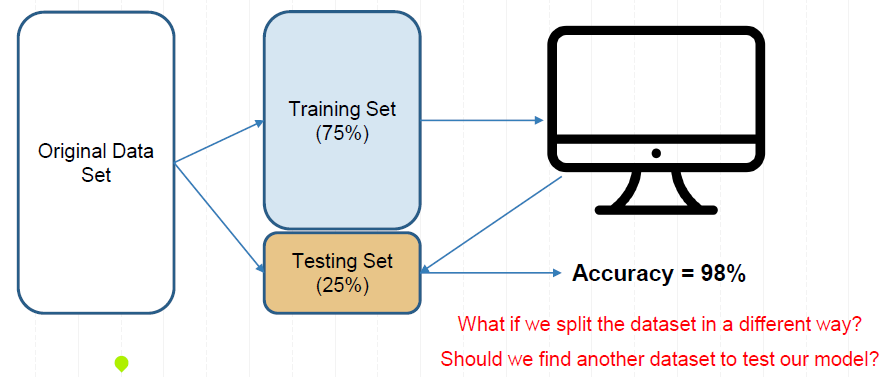 Original Data
Set
Training Set
(75%)
Testing Set
(25%)
Accuracy = 98%
What if we split the dataset in a different way?
Should we find another dataset to test our model?